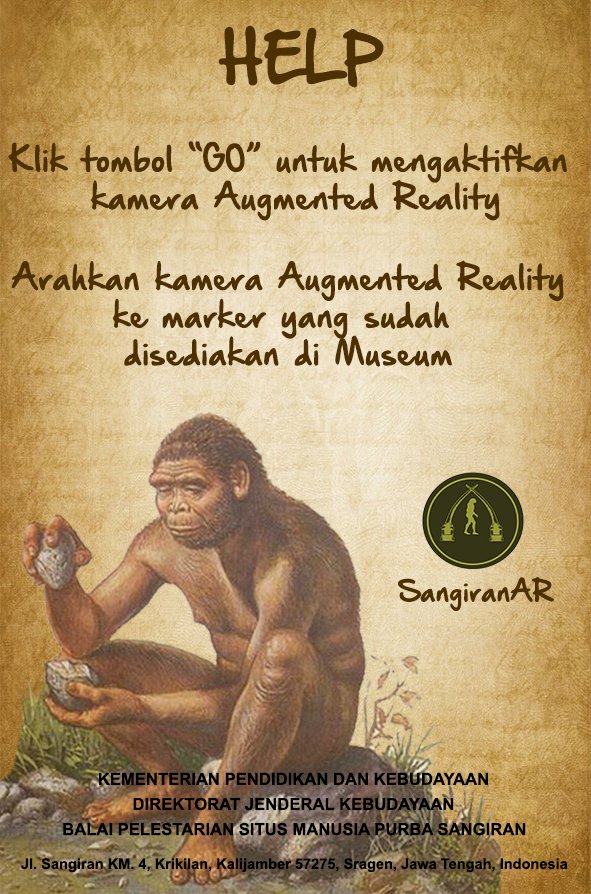 HELP
Klik tombol “GO” untuk mengaktifkan
kamera Augmented Reality
Arahkan kamera Augmented Reality
ke marker yang sudah
disediakan di Museum
SangiranAR
KEMENTERIAN PENDIDIKAN DAN KEBUDAYAAN
DIREKTORAT JENDERAL KEBUDAYAAN
BALAI PELESTARIAN SITUS MANUSIA PURBA SANGIRAN
Jl. Sangiran KM. 4, Krikilan, Kalijamber 57275, Sragen, Jawa Tengah, Indonesia